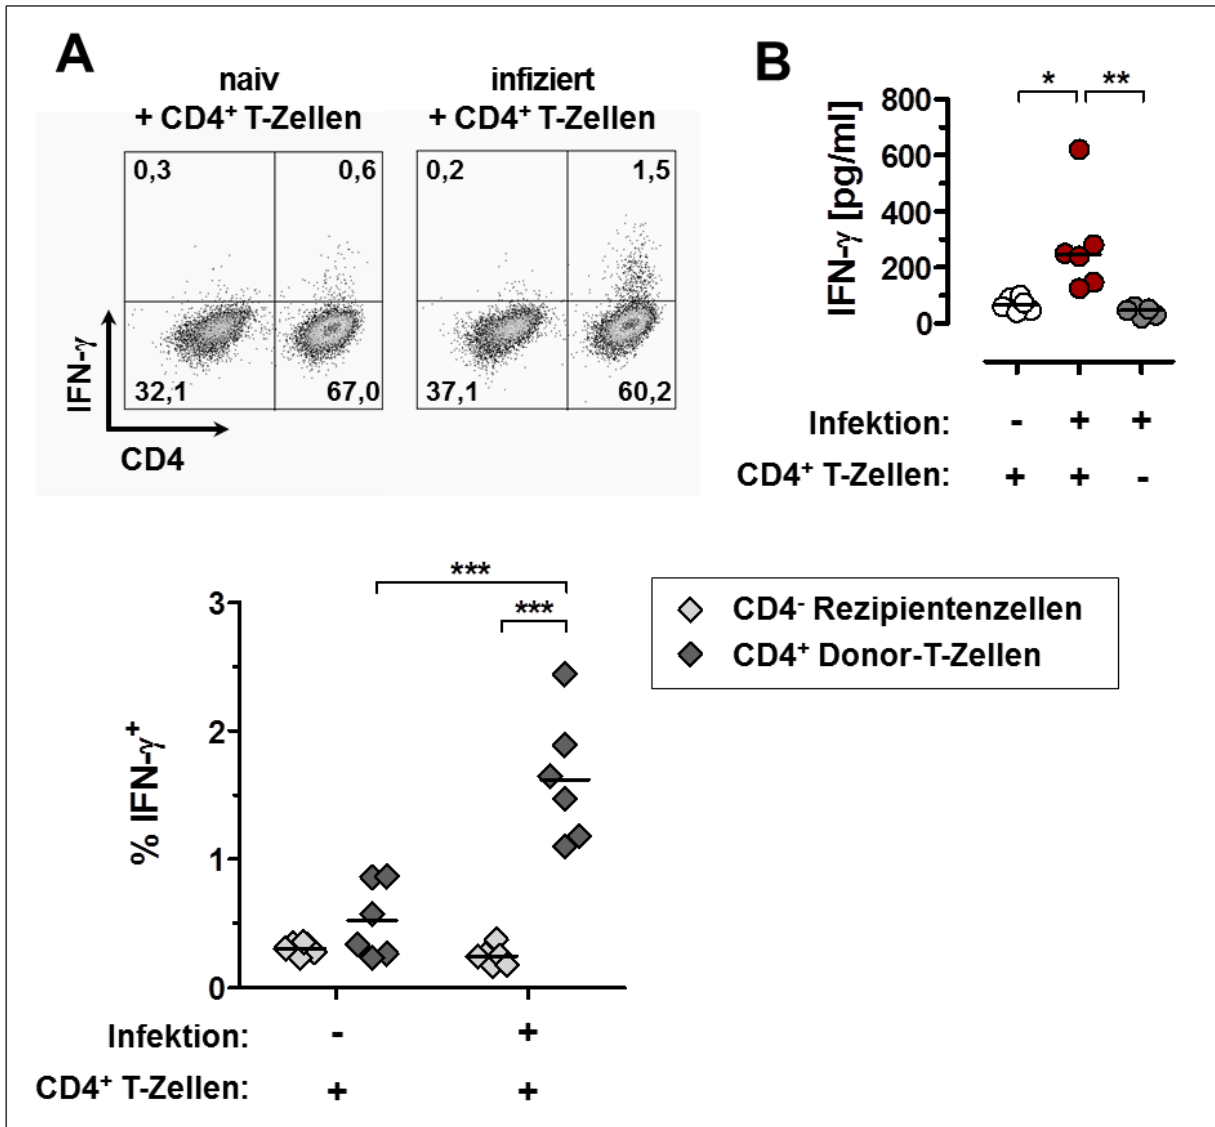 A
naiv
+ CD4⁺ T-Zellen
infiziert
+ CD4⁺ T-Zellen
0,3
0,6
32,1
67,0
0,2
1,5
37,1
60,2
IFN-γ
CD4
B
* **
IFN-γ [pg/ml]
800
600
400
200
0
Infektion: - + +
CD4⁺ T-Zellen: + + -
***
***
% IFN-γ⁺
3
2
1
0
Infektion: - +
CD4⁺ T-Zellen: + +
CD4⁻ Rezipientenzellen
CD4⁺ Donor-T-Zellen